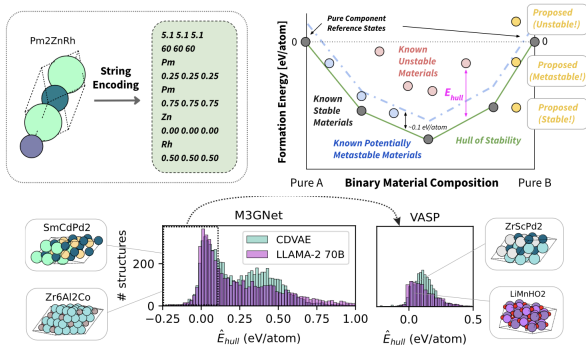 Pm2ZnRh
String
Encoding
5.1 5.1 5.1
60 60 60
Pm
0.25 0.25 0.25
Pm
0.75 0.75 0.75
Zn
0.00 0.00 0.00
Rh
0.50 0.50 0.50
Formation Energy [eV/atom]
0
Pure Component
Reference States
Known
Unstable
Materials
Known
Stable
Materials
E_hull
~0.1 eV/atom
Known Potentially
Metastable Materials
Hull of Stability
Proposed
(Unstable!)
0
Proposed
(Metastable!)
Proposed
(Stable!)
Pure A
Binary Material Composition
Pure B
M3GNet
VASP
SmCdPd2
Zr6Al2Co
# structures
200
0
CDVAE
LLAMA-2 70B
−0.25 0.00 0.25 0.50 0.75 1.00
Ê_hull (eV/atom)
0.0 0.5
Ê_hull (eV/atom)
ZrScPd2
LiMnHO2